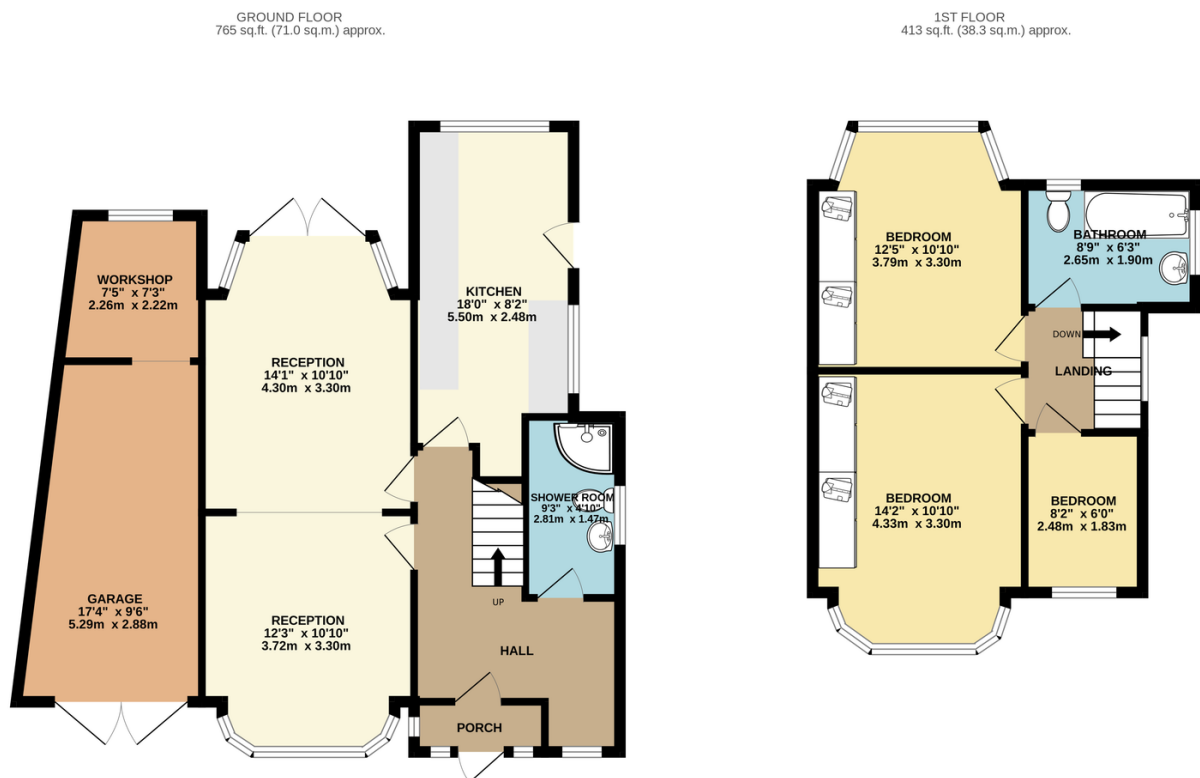 GROUND FLOOR
765 sq.ft. (71.0 sq.m.) approx.
WORKSHOP
7'5" x 7'3"
2.26m x 2.22m
KITCHEN
18'0" x 8'2"
5.50m x 2.48m
RECEPTION
14'1" x 10'10"
4.30m x 3.30m
SHOWER ROOM
9'3" x 4'10"
2.81m x 1.47m
GARAGE
17'4" x 9'6"
5.29m x 2.88m
RECEPTION
12'3" x 10'10"
3.72m x 3.30m
UP
HALL
PORCH
1ST FLOOR
413 sq.ft. (38.3 sq.m.) approx.
BEDROOM
12'5" x 10'10"
3.79m x 3.30m
BATHROOM
8'9" x 6'3"
2.65m x 1.90m
DOWN
LANDING
BEDROOM
14'2" x 10'10"
4.33m x 3.30m
BEDROOM
8'2" x 6'0"
2.48m x 1.83m